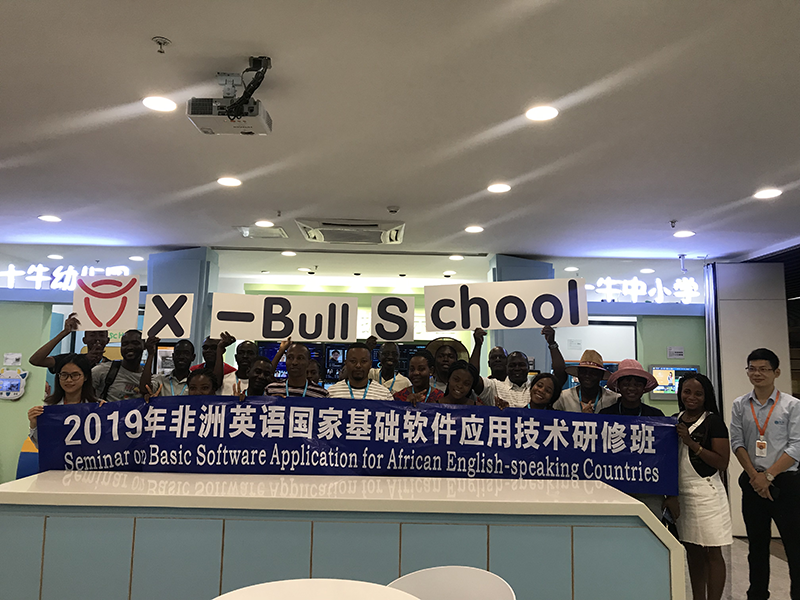 十牛幼儿园
牛中小学
X-Bull School
2019年非洲英语国家基础软件应用技术研修班
Seminar on Basic Software Application for African English-speaking Countries